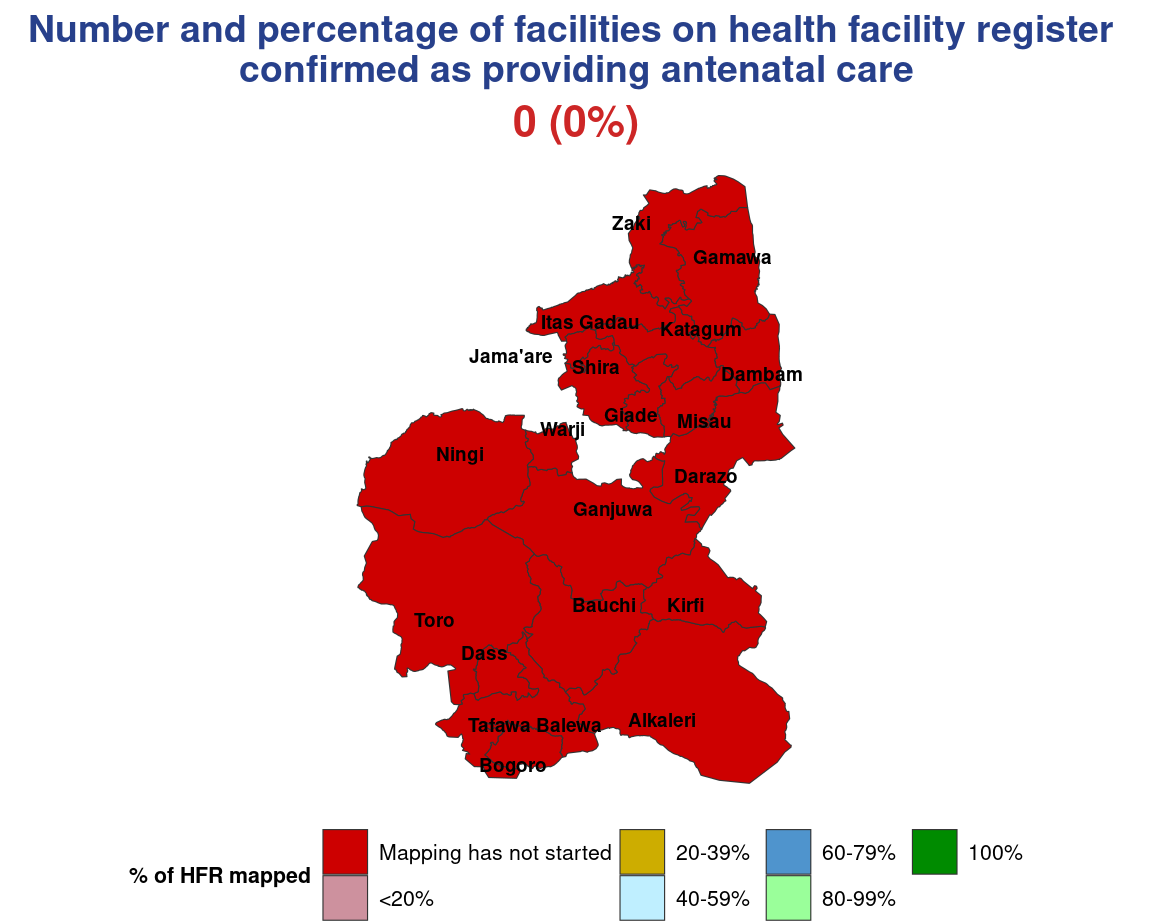 Number and percentage of facilities on health facility register
confirmed as providing antenatal care
0 (0%)
Zaki
Gamawa
Itas Gadau
Katagum
Jama'are
Shira
Dambam
Giade
Misau
Warji
Ningi
Darazo
Ganjuwa
Bauchi
Kirfi
Toro
Dass
Alkaleri
Tafawa Balewa
Bogoro
% of HFR mapped
Mapping has not started
<20%
20-39%
40-59%
60-79%
80-99%
100%